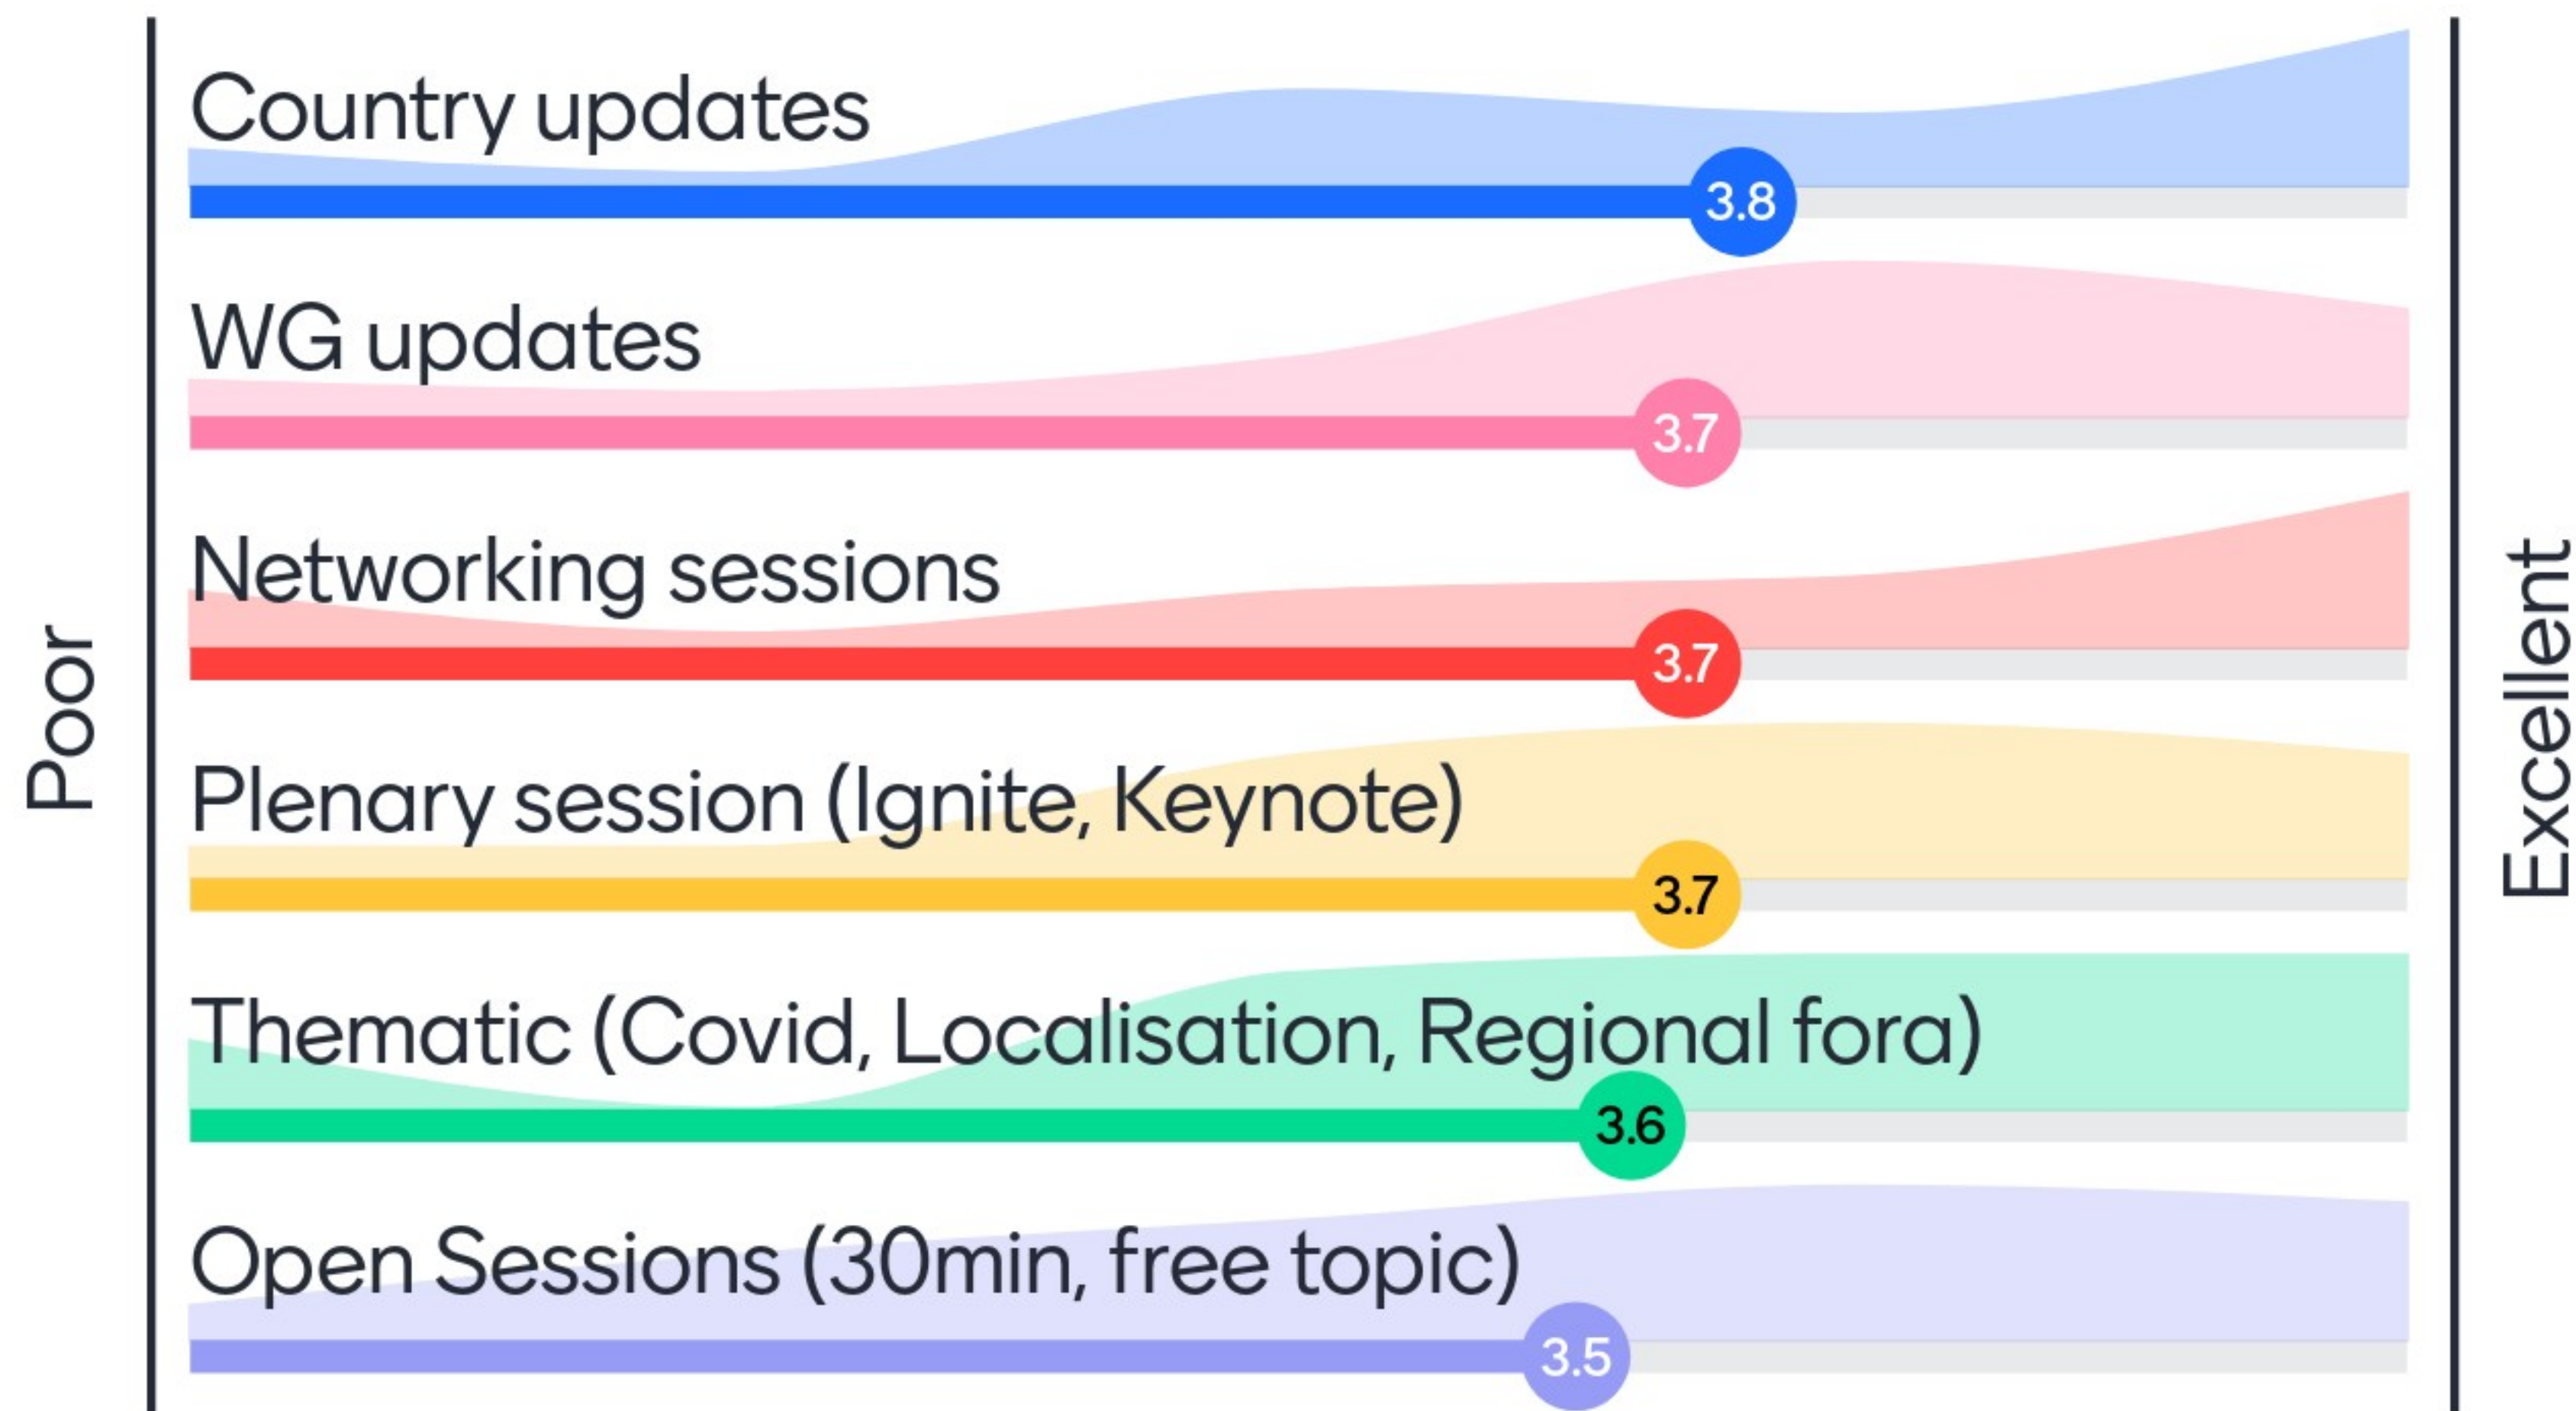 Poor
Country updates
3.8
WG updates
3.7
Networking sessions
3.7
Plenary session (Ignite, Keynote)
3.7
Thematic (Covid, Localisation, Regional fora)
3.6
Open Sessions (30min, free topic)
3.5
Excellent